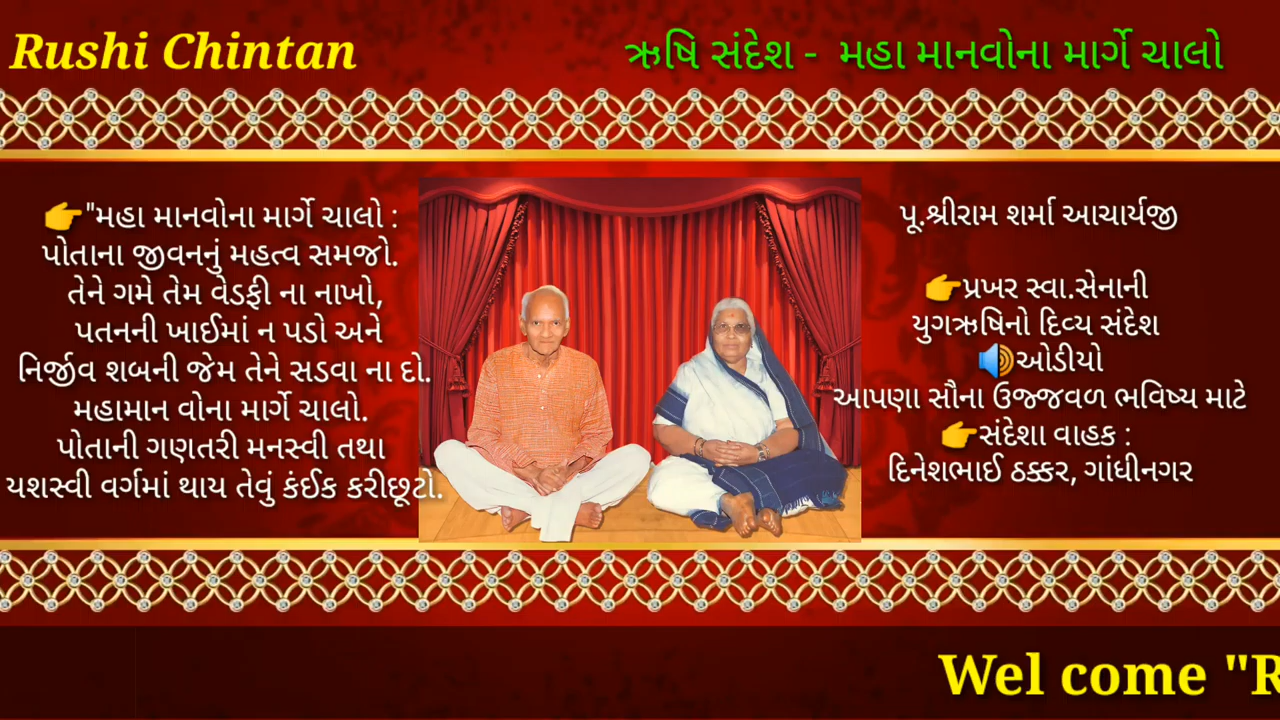 Rushi Chintan
ઋષિ સંદેશ - મહા માનવોના માર્ગે ચાલો
👉"મહા માનવોના માર્ગે ચાલો :
પોતાના જીવનનું મહત્વ સમજો.
તેને ગમે તેમ વેડફી ના નાખો,
પતનની ખાઈમાં ન પડો અને
નિર્જીવ શબની જેમ તેને સડવા ના દો.
મહામાન વોના માર્ગે ચાલો.
પોતાની ગણતરી મનસ્વી તથા
યશસ્વી વર્ગમાં થાય તેવું કંઈક કરીછૂટો.
પૂ.શ્રીરામ શર્મા આચાર્યજી
👉પ્રખર સ્વા.સેનાની
યુગઋષિનો દિવ્ય સંદેશ
🔊ઓડીયો
આપણા સૌના ઉજ્જવળ ભવિષ્ય માટે
👉સંદેશા વાહક :
દિનેશભાઈ ઠક્કર, ગાંધીનગર
Wel come "R